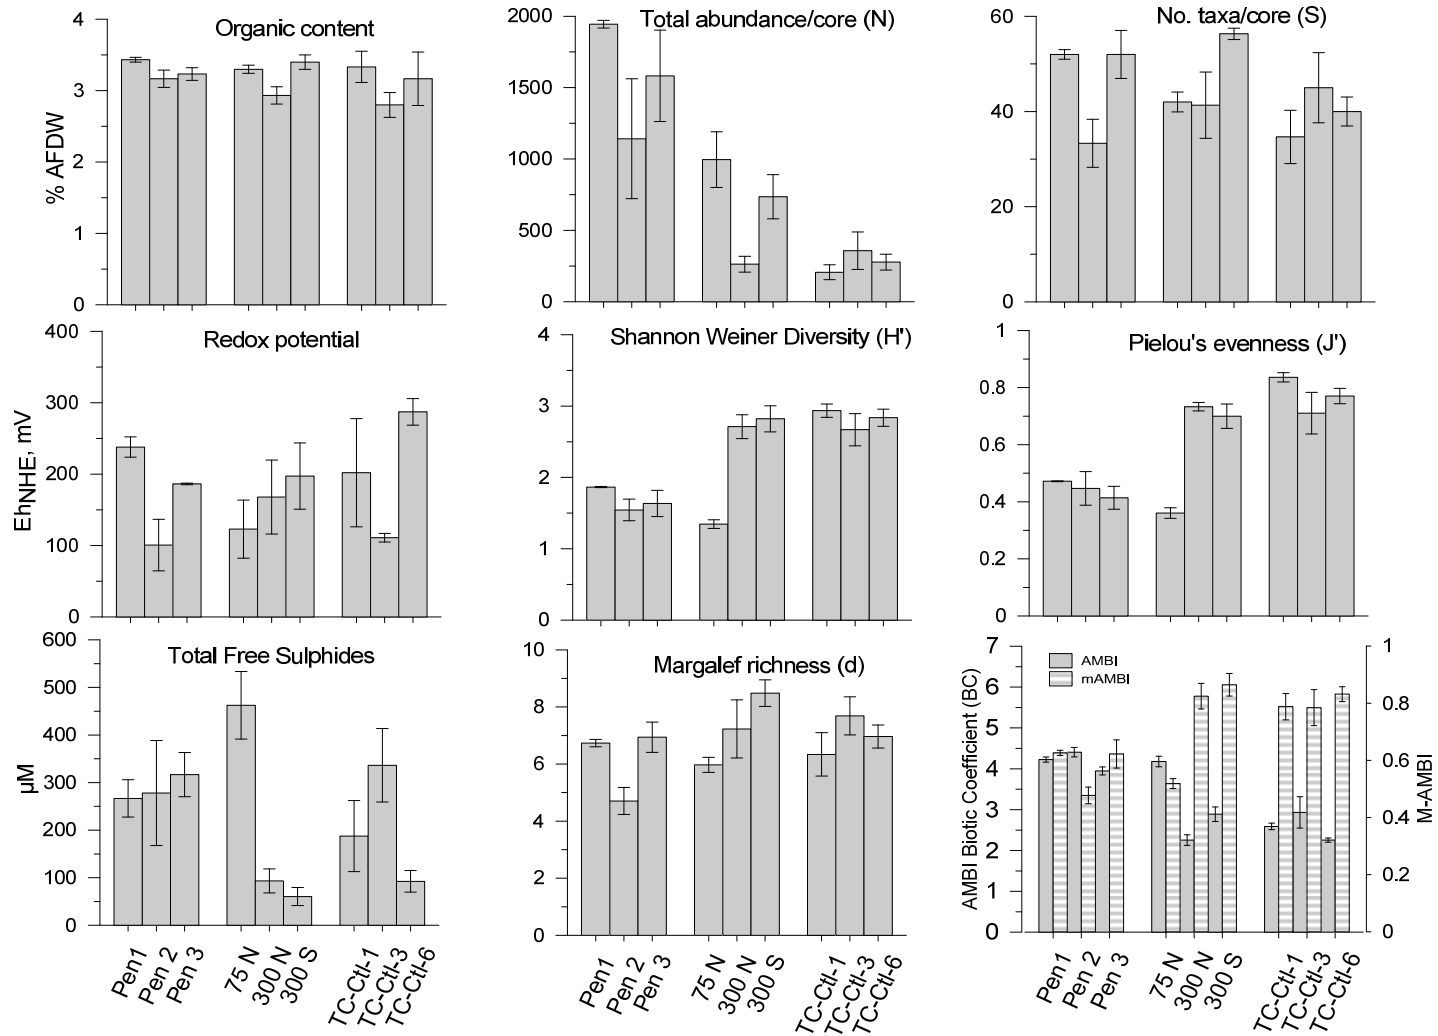 Organic content
4
3
2
1
0
% AFDW
Total abundance/core (N)
2000
1750
1500
1250
1000
750
500
250
0
No. taxa/core (S)
60
40
20
0
Redox potential
400
300
200
100
0
EhNHE, mV
Shannon Weiner Diversity (H')
4
3
2
1
0
Pielou's evenness (J')
1
0.8
0.6
0.4
0.2
0
Total Free Sulphides
600
500
400
300
200
100
0
µM
Pen1
Pen 2
Pen 3
75 N
300 N
300 S
TC-Ctl-1
TC-Ctl-3
TC-Ctl-6
Margalef richness (d)
10
8
6
4
2
0
Pen1
Pen 2
Pen 3
75 N
300 N
300 S
TC-Ctl-1
TC-Ctl-3
TC-Ctl-6
AMBI
mAMBI
7
6
5
4
3
2
1
0
AMBI Biotic Coefficient (BC)
1
0.8
0.6
0.4
0.2
0
M-AMBI
Pen1
Pen 2
Pen 3
75 N
300 N
300 S
TC-Ctl-1
TC-Ctl-3
TC-Ctl-6